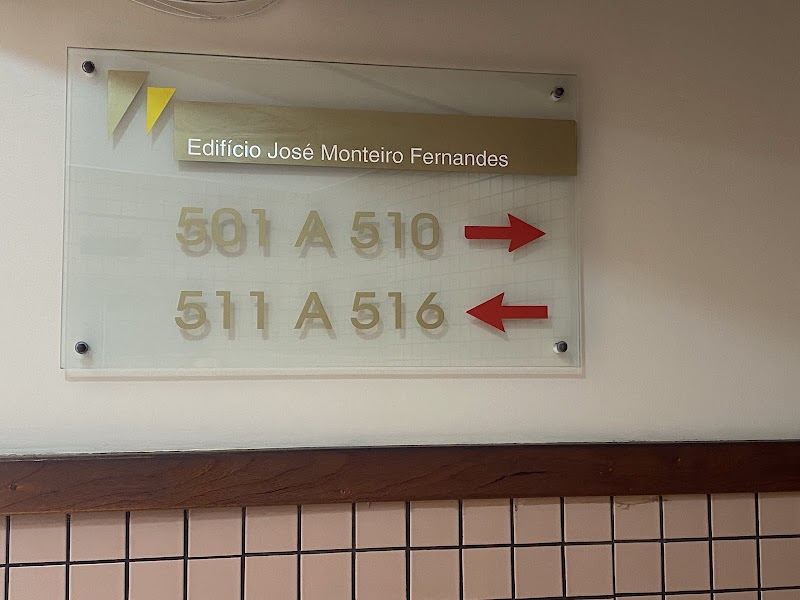 Edifício José Monteiro Fernandes
501 A 510
511 A 516